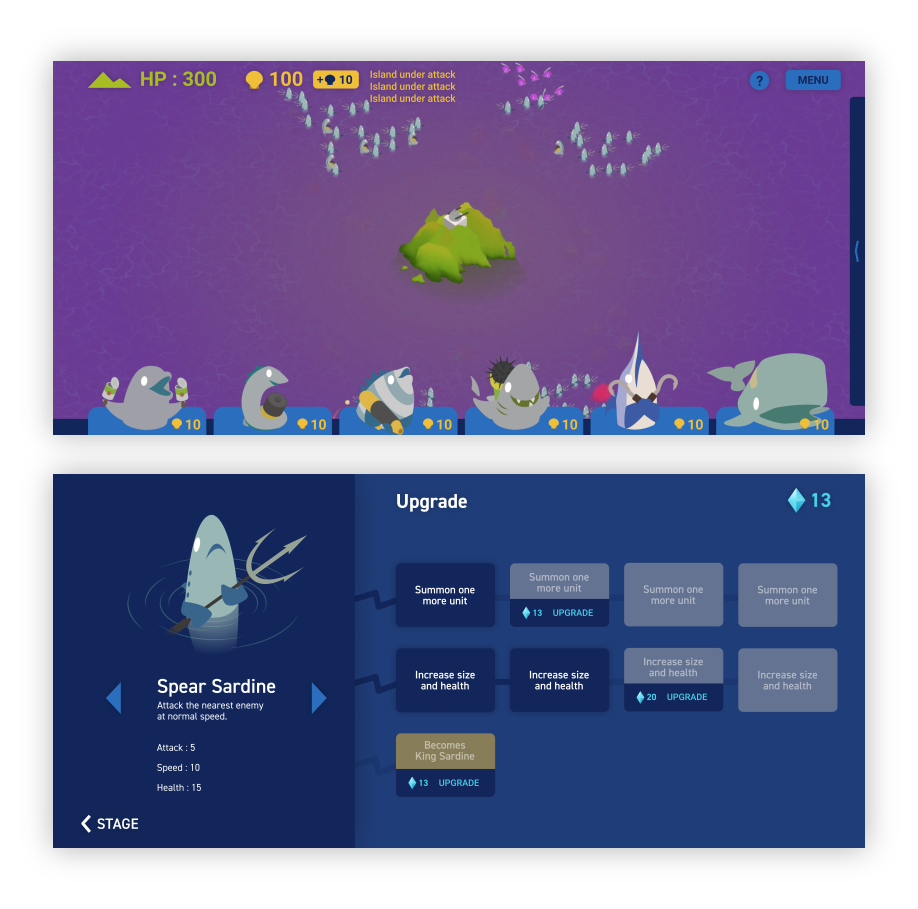 HP : 300
100
+ 10
Island under attack
Island under attack
Island under attack
?
MENU
10
10
10
10
10
10
Upgrade
13
Summon one
more unit
Summon one
more unit
13 UPGRADE
Summon one
more unit
Summon one
more unit
Increase size
and health
Increase size
and health
Increase size
and health
20 UPGRADE
Increase size
and health
Becomes
King Sardine
13 UPGRADE
Spear Sardine
Attack the nearest enemy
at normal speed.
Attack : 5
Speed : 10
Health : 15
STAGE